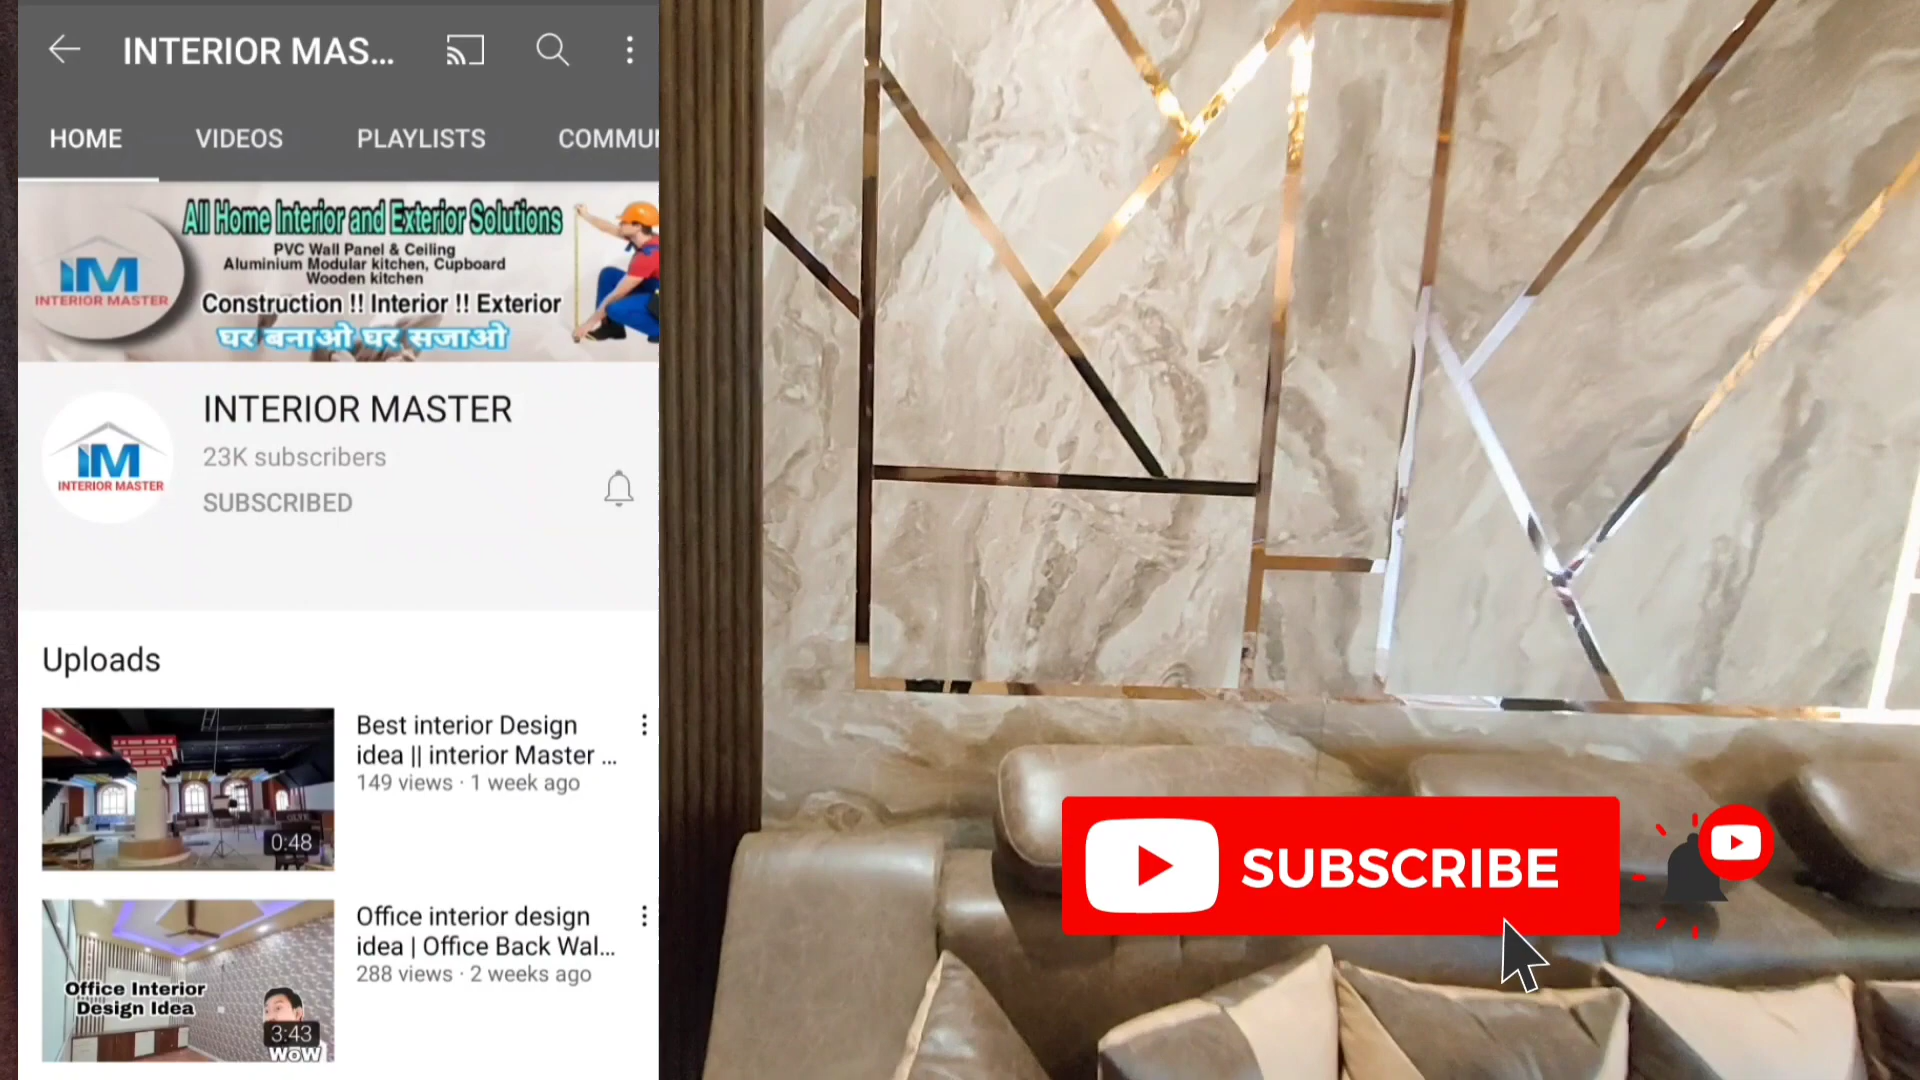 INTERIOR MAS...
HOME VIDEOS PLAYLISTS COMMU
All Home Interior and Exterior Solutions
PVC Wall Panel & Ceiling
Aluminium Modular kitchen, Cupboard
Wooden kitchen
Construction !! Interior !! Exterior
घर बनाओ घर सजाओ
IM
INTERIOR MASTER
IM
INTERIOR MASTER
INTERIOR MASTER
23K subscribers
SUBSCRIBED
Uploads
0:48
Best interior Design
idea || interior Master ...
149 views · 1 week ago
Office Interior
Design Idea
3:43
WoW
Office interior design
idea | Office Back Wal...
288 views · 2 weeks ago
SUBSCRIBE